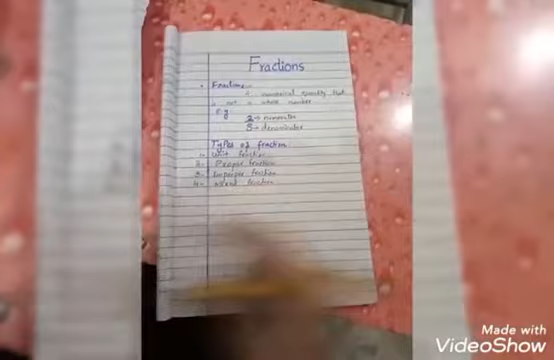 Fractions
Fraction:-
A numerical quantity that
is not a whole number
e.g
2 → numerator
5 → denominator
Types of fraction
1- Unit fraction
2- Proper fraction
3- Improper fraction
4- Mixed fraction
Made with
VideoShow